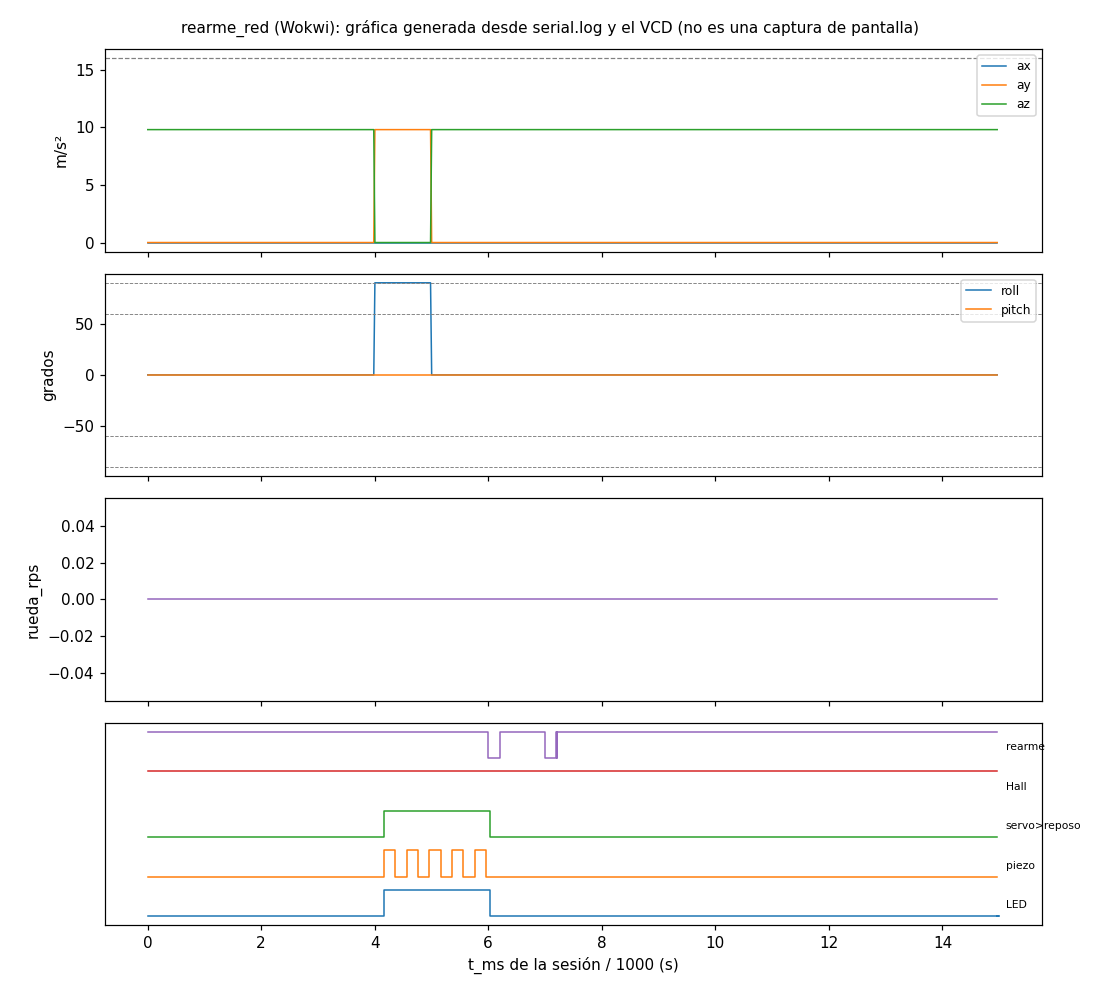 rearme_red (Wokwi): gráfica generada desde serial.log y el VCD (no es una captura de pantalla)
15
10
5
0
m/s²
ax
ay
az
50
0
−50
grados
roll
pitch
0.04
0.02
0.00
−0.02
−0.04
rueda_rps
rearme
Hall
servo>reposo
piezo
LED
0 2 4 6 8 10 12 14
t_ms de la sesión / 1000 (s)